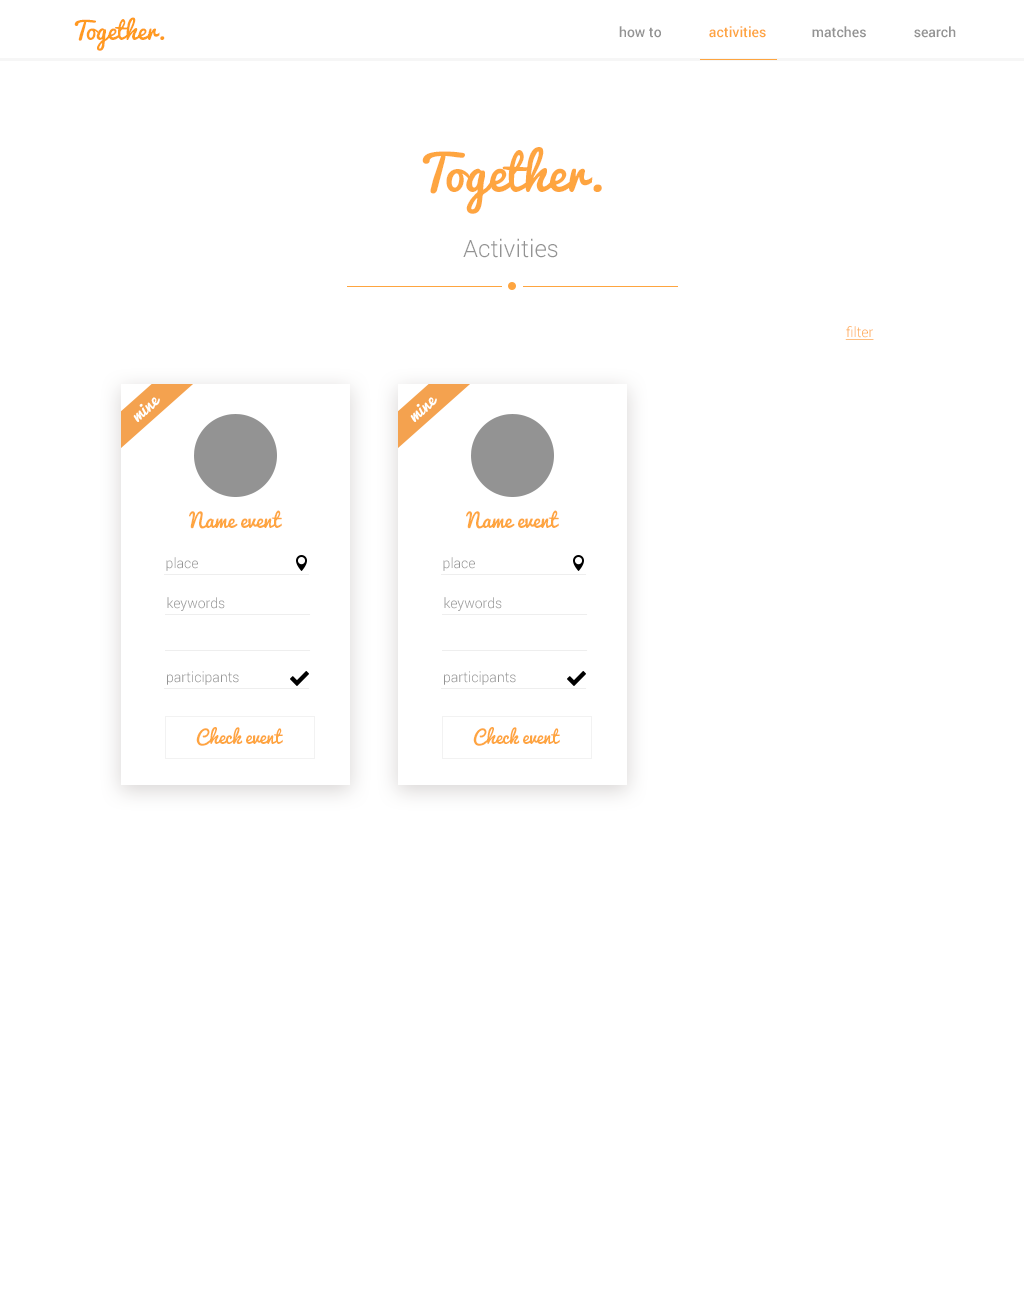 Together.
how to
activities
matches
search
Together.
Activities
filter
mine
Name event
place
keywords
participants
Check event
mine
Name event
place
keywords
participants
Check event